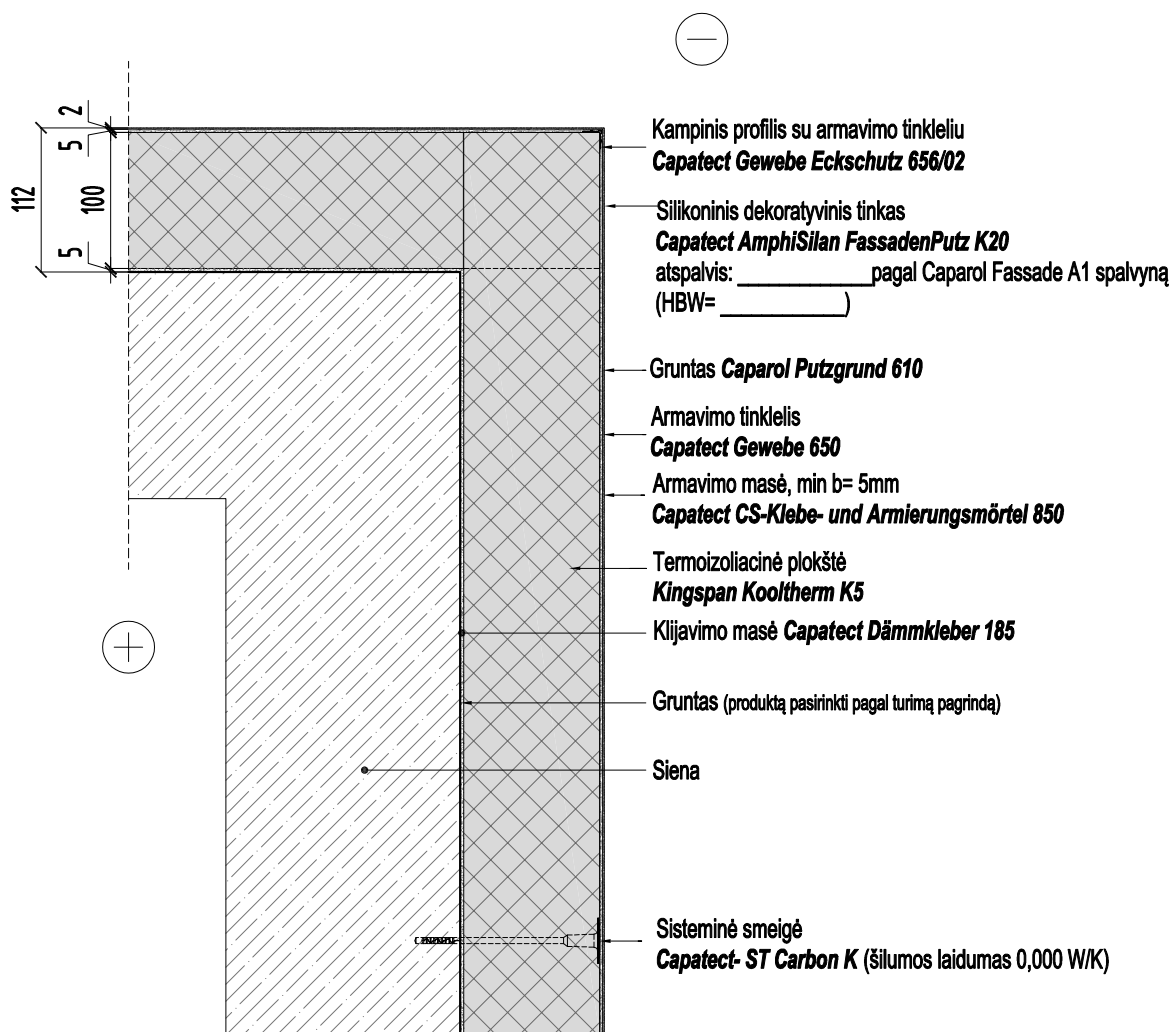 2
5
112
100
5
Kampinis profilis su armavimo tinkleliu
Capatect Gewebe Eckschutz 656/02
Silikoninis dekoratyvinis tinkas
Capatect AmphiSilan FassadenPutz K20
atspalvis: _____________pagal Caparol Fassade A1 spalvyną
(HBW= ____________)
Gruntas Caparol Putzgrund 610
Armavimo tinklelis
Capatect Gewebe 650
Armavimo masė, min b= 5mm
Capatect CS-Klebe- und Armierungsmörtel 850
Termoizoliacinė plokštė
Kingspan Kooltherm K5
Klijavimo masė Capatect Dämmkleber 185
Gruntas (produktą pasirinkti pagal turimą pagrindą)
Siena
Sisteminė smeigė
Capatect- ST Carbon K (šilumos laidumas 0,000 W/K)